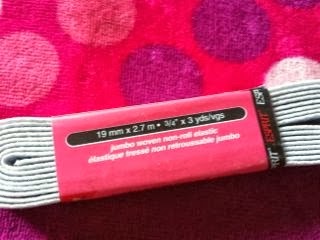 19 mm x 2.7 m • 3/4" x 3 yds/vgs
jumbo woven non-roll elastic
élastique tressé non retroussable jumbo